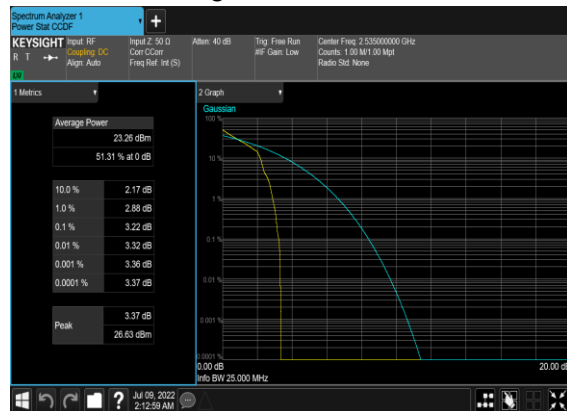 Spectrum Analyzer 1
Power Stat CCDF
KEYSIGHT
R T
Input: RF
Coupling: DC
Align: Auto
Input Z: 50 Ω
Corr CCorr
Freq Ref: Int (S)
Atten: 40 dB
Trig: Free Run
#IF Gain: Low
Center Freq: 2.535000000 GHz
Counts: 1.00 M/1.00 Mpt
Radio Std: None
1 Metrics
Average Power
23.26 dBm
51.31 % at 0 dB
10.0 % 2.17 dB
1.0 % 2.88 dB
0.1 % 3.22 dB
0.01 % 3.32 dB
0.001 % 3.36 dB
0.0001 % 3.37 dB
Peak
3.37 dB
26.63 dBm
2 Graph
Gaussian
100 %
10 %
1 %
0.1 %
0.01 %
0.001 %
0.0001 %
0.00 dB
20.00 dB
Info BW 25.000 MHz
?
Jul 09, 2022
2:12:59 AM